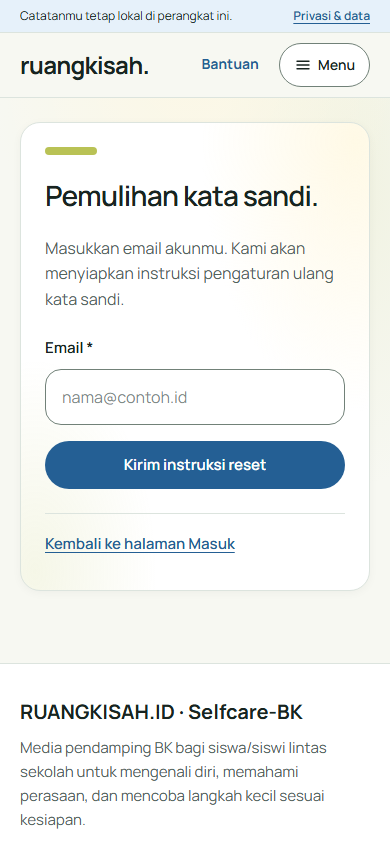 Catatanmu tetap lokal di perangkat ini.
Privasi & data
ruangkisah.
Bantuan
Menu
Pemulihan kata sandi.
Masukkan email akunmu. Kami akan
menyiapkan instruksi pengaturan ulang
kata sandi.
Email *
nama@contoh.id
Kirim instruksi reset
Kembali ke halaman Masuk
RUANGKISAH.ID · Selfcare-BK
Media pendamping BK bagi siswa/siswi lintas
sekolah untuk mengenali diri, memahami
perasaan, dan mencoba langkah kecil sesuai
kesiapan.